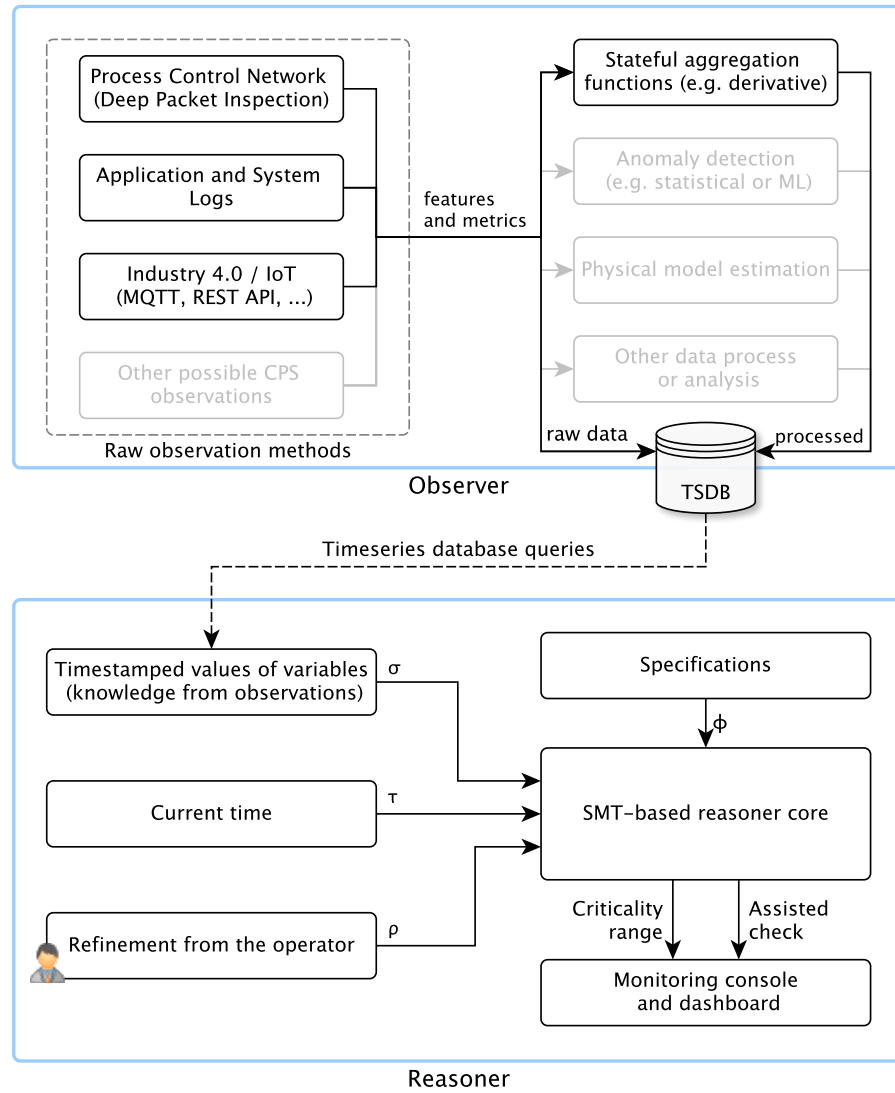 Process Control Network
(Deep Packet Inspection)
Application and System
Logs
Industry 4.0 / IoT
(MQTT, REST API, ...)
Other possible CPS
observations
Raw observation methods
features
and metrics
Stateful aggregation
functions (e.g. derivative)
Anomaly detection
(e.g. statistical or ML)
Physical model estimation
Other data process
or analysis
raw data
processed
TSDB
Observer
Timeseries database queries
Timestamped values of variables
(knowledge from observations)
σ
Current time
τ
Refinement from the operator
ρ
Specifications
ϕ
SMT-based reasoner core
Criticality
range
Assisted
check
Monitoring console
and dashboard
Reasoner